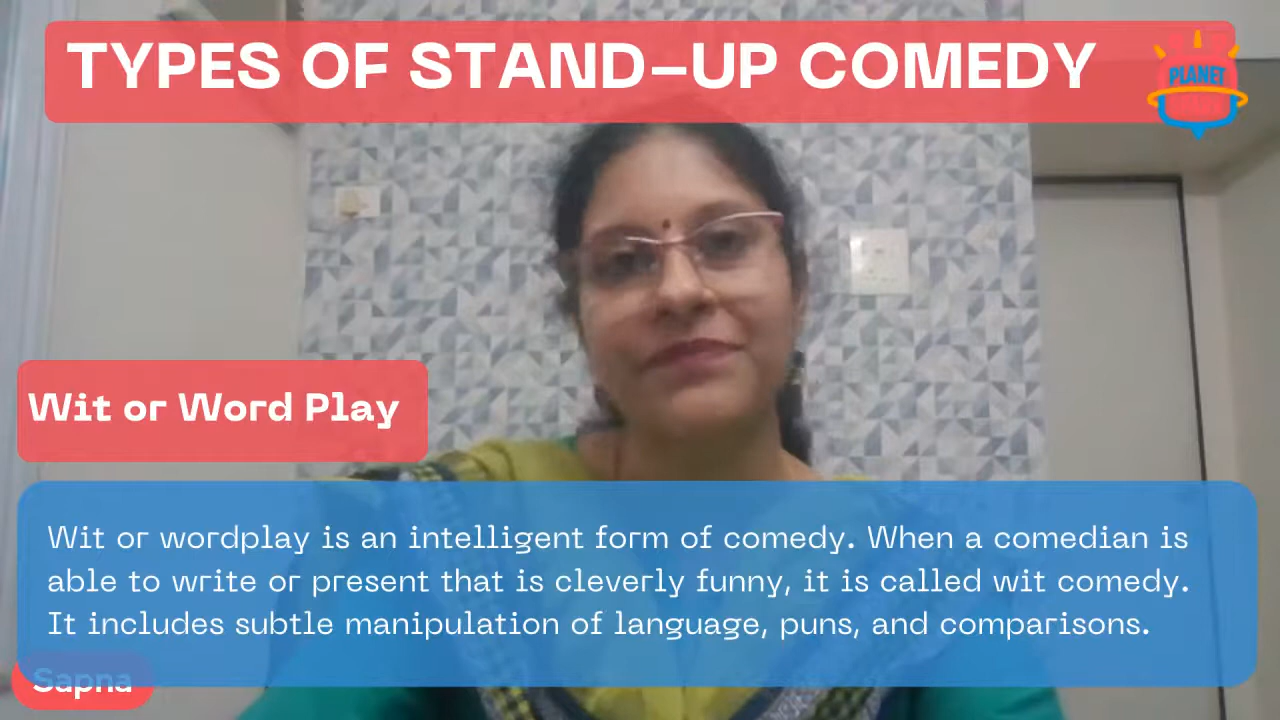 TYPES OF STAND-UP COMEDY
PLANET
Wit or Word Play
Wit or wordplay is an intelligent form of comedy. When a comedian is
able to write or present that is cleverly funny, it is called wit comedy.
It includes subtle manipulation of language, puns, and comparisons.
Sapna